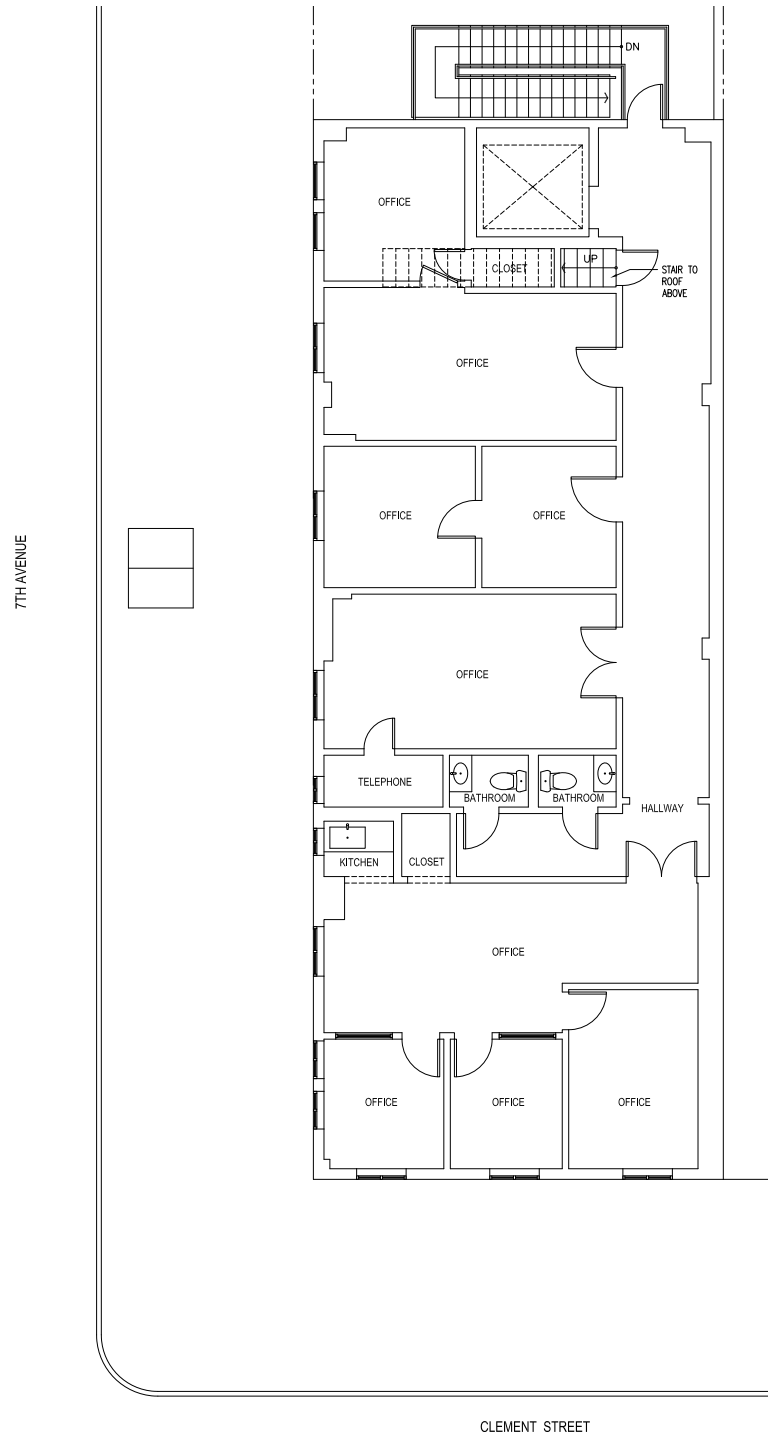 DN
OFFICE
CLOSET
UP
STAIR TO
ROOF
ABOVE
OFFICE
OFFICE
OFFICE
7TH AVENUE
OFFICE
TELEPHONE
BATHROOM
BATHROOM
HALLWAY
KITCHEN
CLOSET
OFFICE
OFFICE
OFFICE
OFFICE
CLEMENT STREET